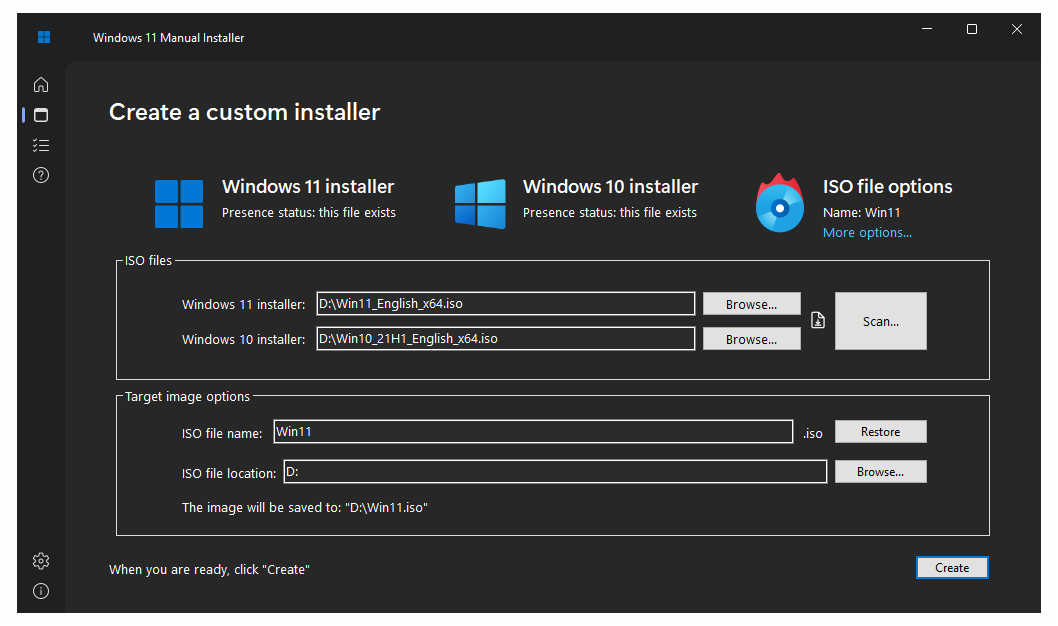 Windows 11 Manual Installer
Create a custom installer
Windows 11 installer
Presence status: this file exists
Windows 10 installer
Presence status: this file exists
ISO file options
Name: Win11
More options...
ISO files
Windows 11 installer: D:\Win11_English_x64.iso Browse...
Windows 10 installer: D:\Win10_21H1_English_x64.iso Browse...
Scan...
Target image options
ISO file name: Win11 .iso Restore
ISO file location: D: Browse...
The image will be saved to: "D:\Win11.iso"
When you are ready, click "Create"
Create